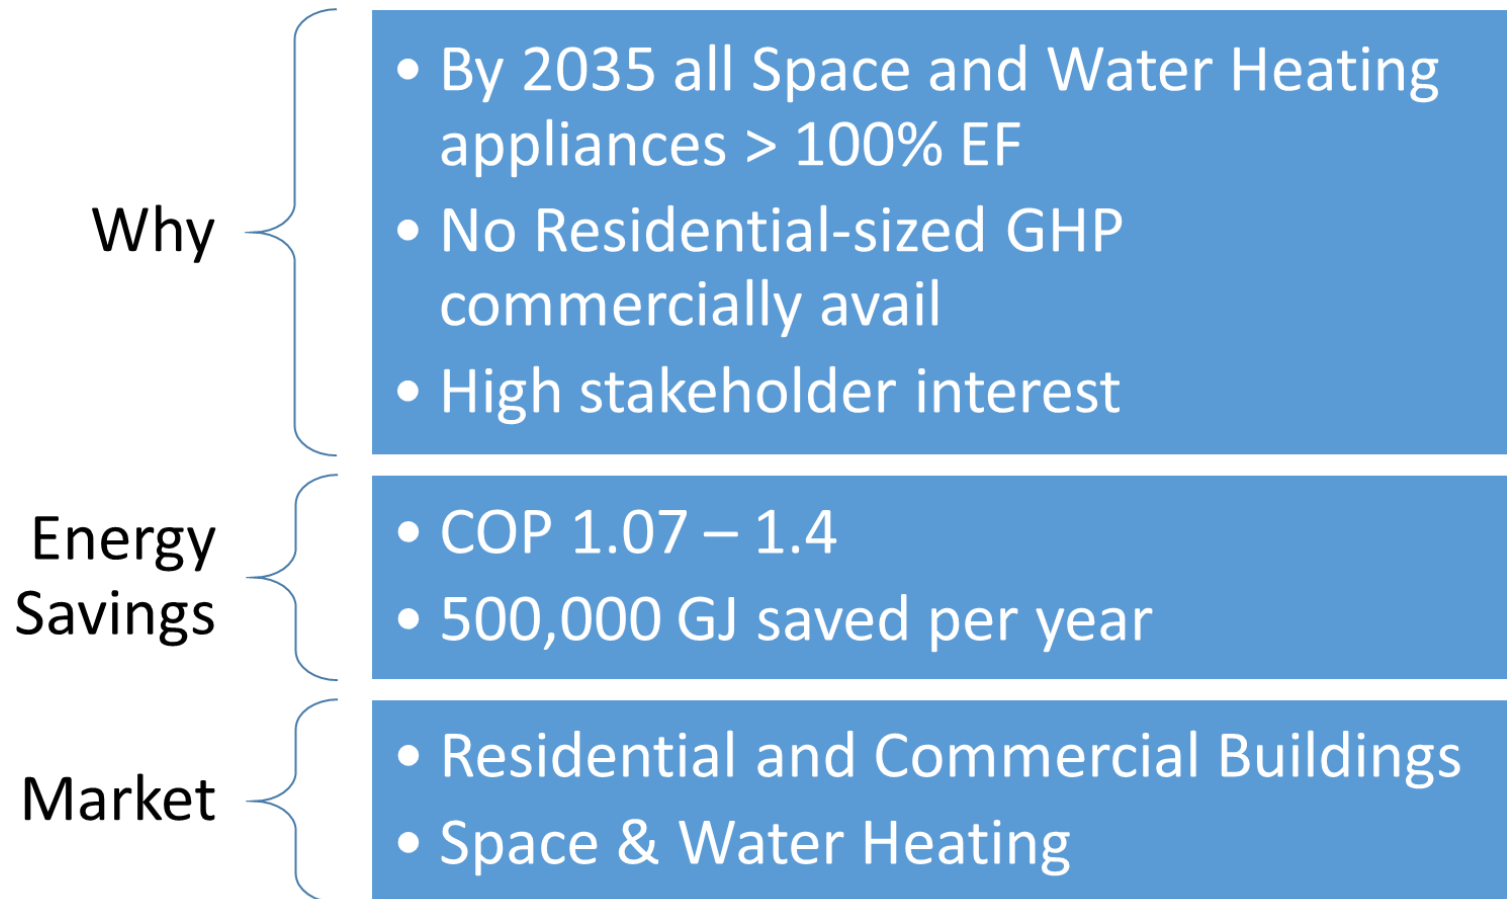 Why
• By 2035 all Space and Water Heating
appliances > 100% EF
• No Residential-sized GHP
commercially avail
• High stakeholder interest
Energy
Savings
• COP 1.07 – 1.4
• 500,000 GJ saved per year
Market
• Residential and Commercial Buildings
• Space & Water Heating